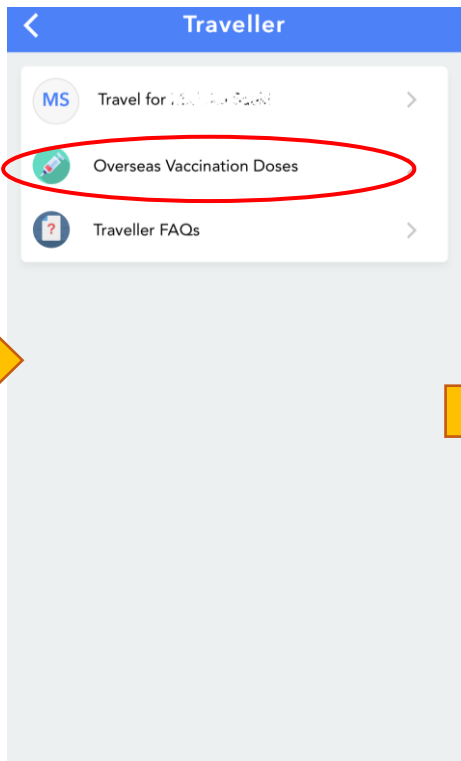 Traveller
MS
Travel for
Overseas Vaccination Doses
?
Traveller FAQs